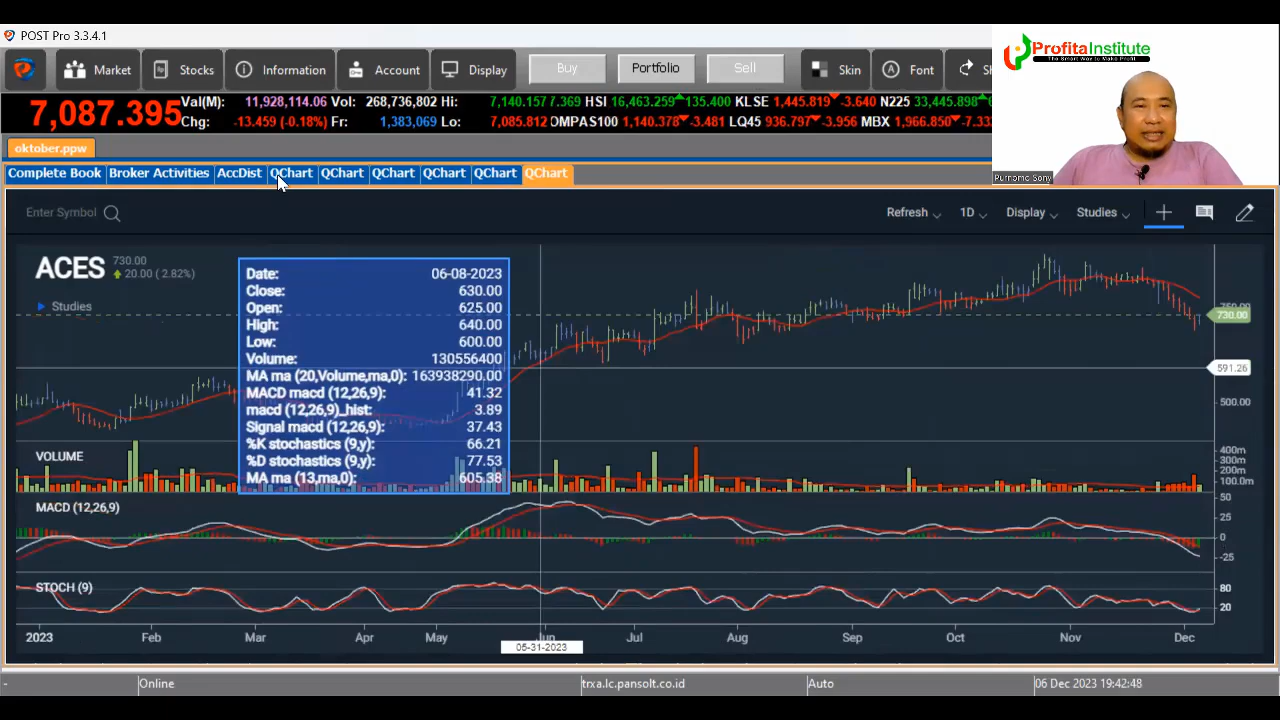 POST Pro 3.3.4.1
Market Stocks Information Account Display Buy Portfolio Sell Skin Font
7,087.395 Val(M): 11,928,114.06 Vol: 268,736,802 Hi: 7,140.157 7.369 HSI 16,463.259 135.400 KLSE 1,445.819 -3.640 N225 33,445.898
Chg: -13.459 (-0.18%) Fr: 1,383,069 Lo: 7,085.812 OMPAS100 1,140.378 -3.481 LQ45 936.797 -3.956 MBX 1,966.850
ProfitaInstitute
The Smart Way to Make Profit
Purnomo Sony
oktober.ppw
Complete Book Broker Activities AccDist QChart QChart QChart QChart QChart QChart
Enter Symbol Refresh 1D Display Studies
ACES 730.00
20.00 (2.82%)
Studies
Date: 06-08-2023
Close: 630.00
Open: 625.00
High: 640.00
Low: 600.00
Volume: 130556400
MA ma (20,Volume,ma,0): 163938290.00
MACD macd (12,26,9): 41.32
macd (12,26,9)_hist: 3.89
Signal macd (12,26,9): 37.43
%K stochastics (9,y): 66.21
%D stochastics (9,y): 77.53
MA ma (13,ma,0): 605.38
750.00
730.00
591.26
500.00
VOLUME
400m
300m
200m
100.0m
MACD (12,26,9)
50
25
0
-25
STOCH (9)
80
20
2023 Feb Mar Apr May Jun Jul Aug Sep Oct Nov Dec
05-31-2023
- Online trxa.lc.pansolt.co.id Auto 06 Dec 2023 19:42:48